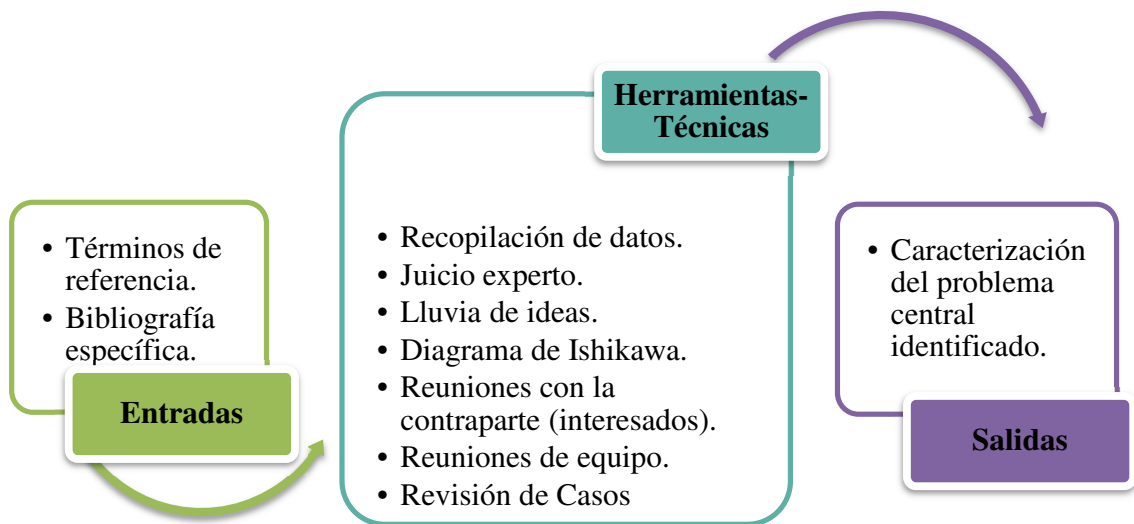 • Términos de
referencia.
• Bibliografía
específica.
Entradas
Herramientas-
Técnicas
• Recopilación de datos.
• Juicio experto.
• Lluvia de ideas.
• Diagrama de Ishikawa.
• Reuniones con la
contraparte (interesados).
• Reuniones de equipo.
• Revisión de Casos
• Caracterización
del problema
central
identificado.
Salidas